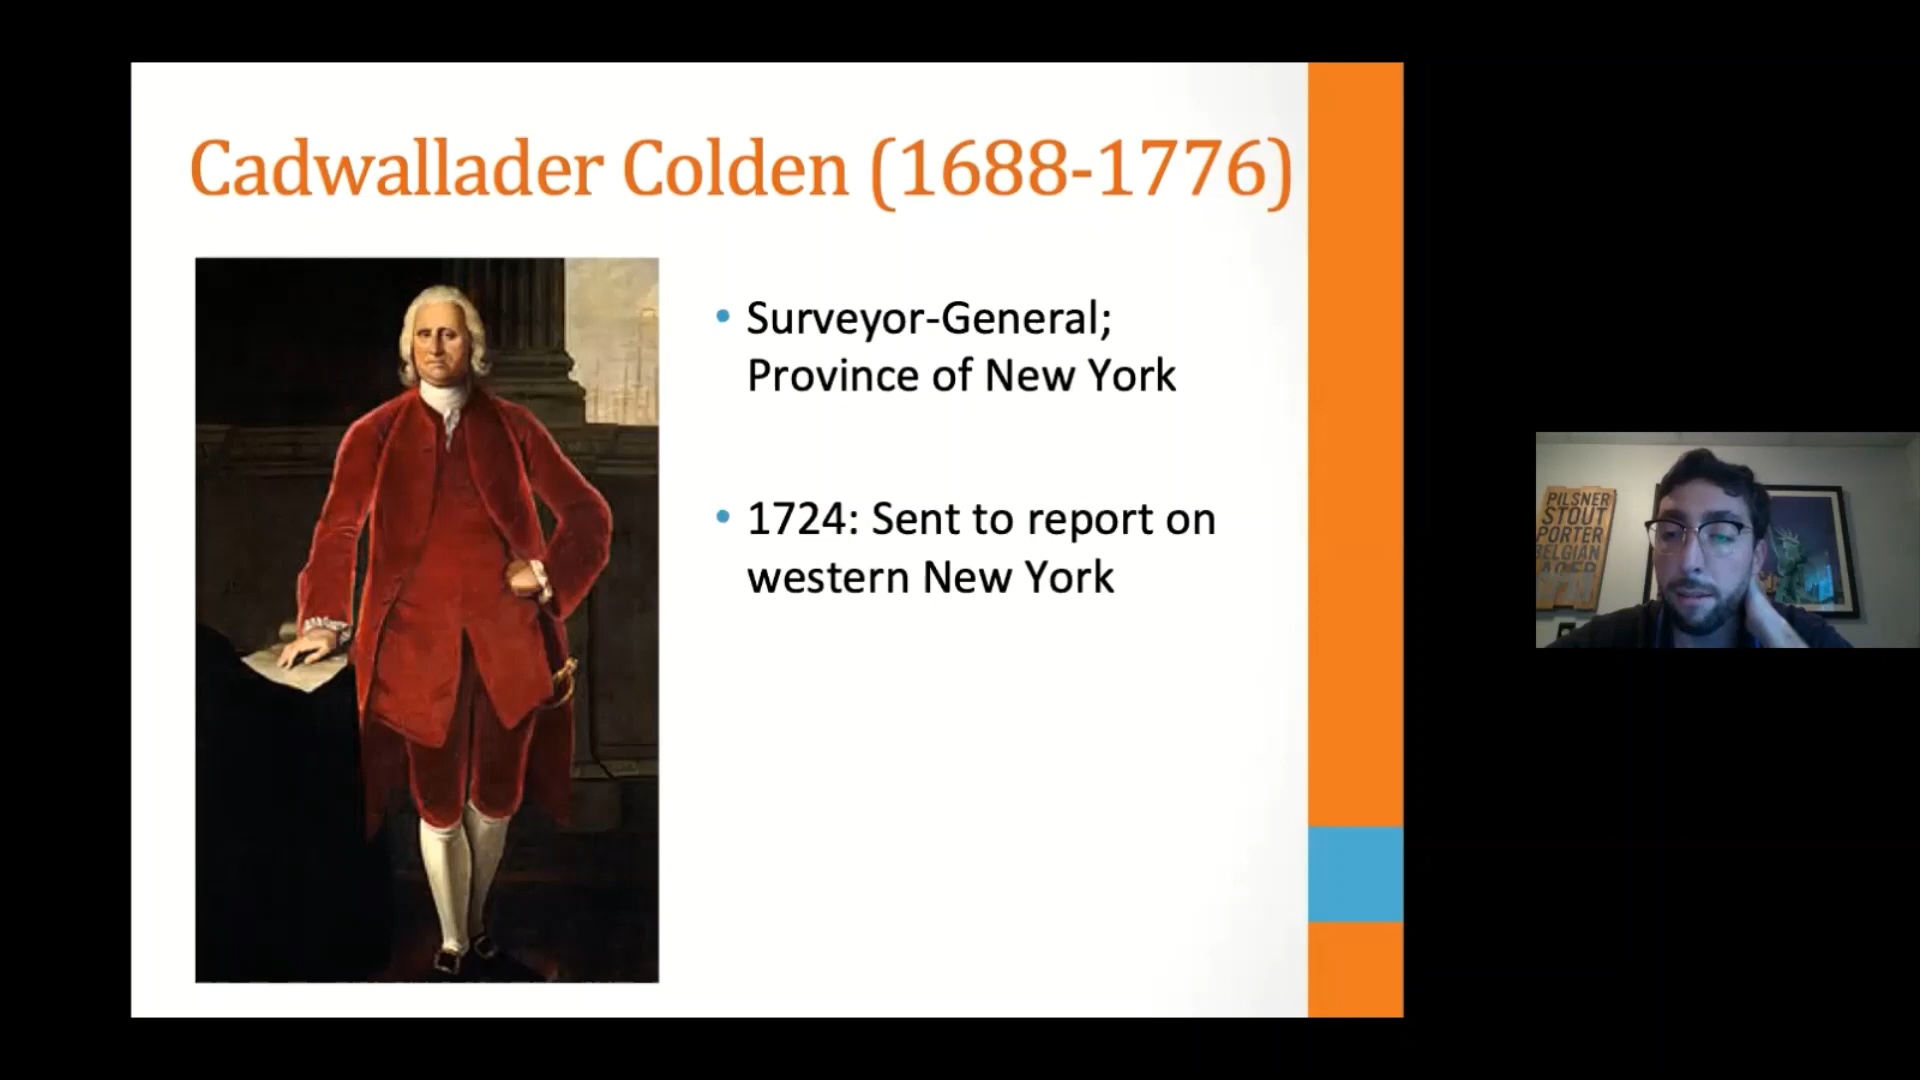 Cadwallader Colden (1688-1776)
• Surveyor-General;
Province of New York
• 1724: Sent to report on
western New York
PILSNER
STOUT
PORTER
BELGIAN